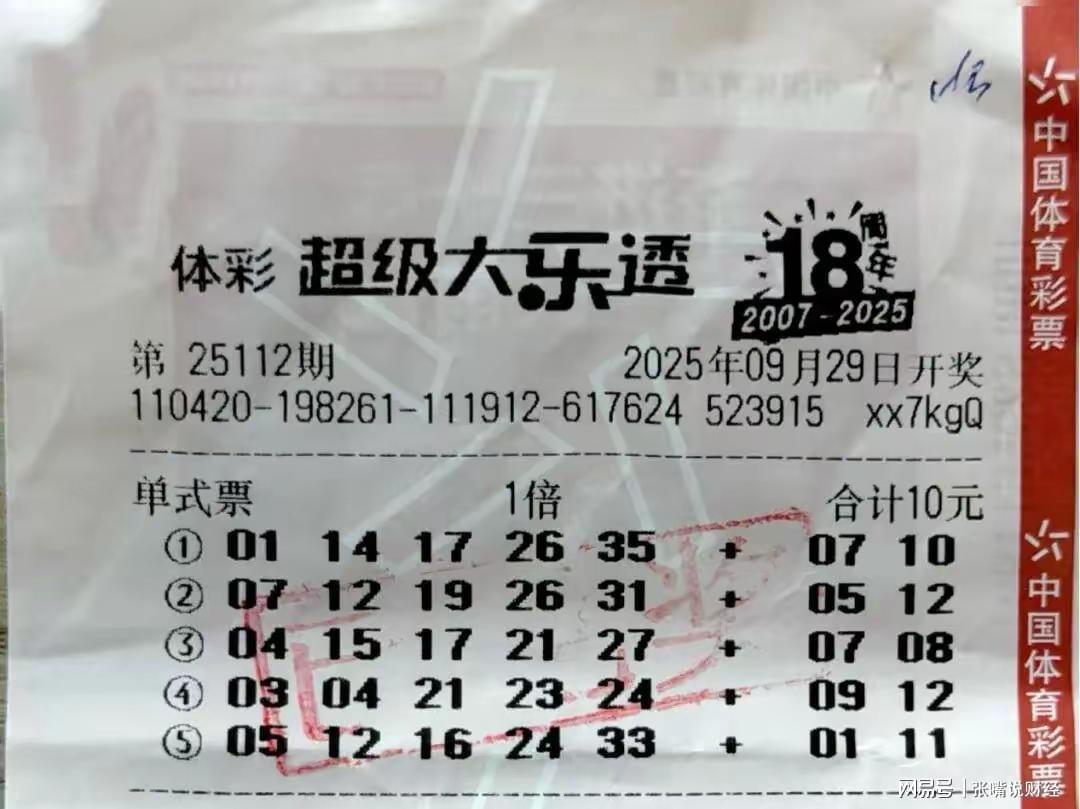 体彩 超级大乐透 18周年
2007-2025
第 25112期 2025年09月29日开奖
110420-198261-111912-617624 523915 xx7kgQ
单式票 1倍 合计10元
① 01 14 17 26 35 + 07 10
② 07 12 19 26 31 + 05 12
③ 04 15 17 21 27 + 07 08
④ 03 04 21 23 24 + 09 12
⑤ 05 12 16 24 33 + 01 11
中国体育彩票
中国体育彩票
网易号 | 张嘴说财经